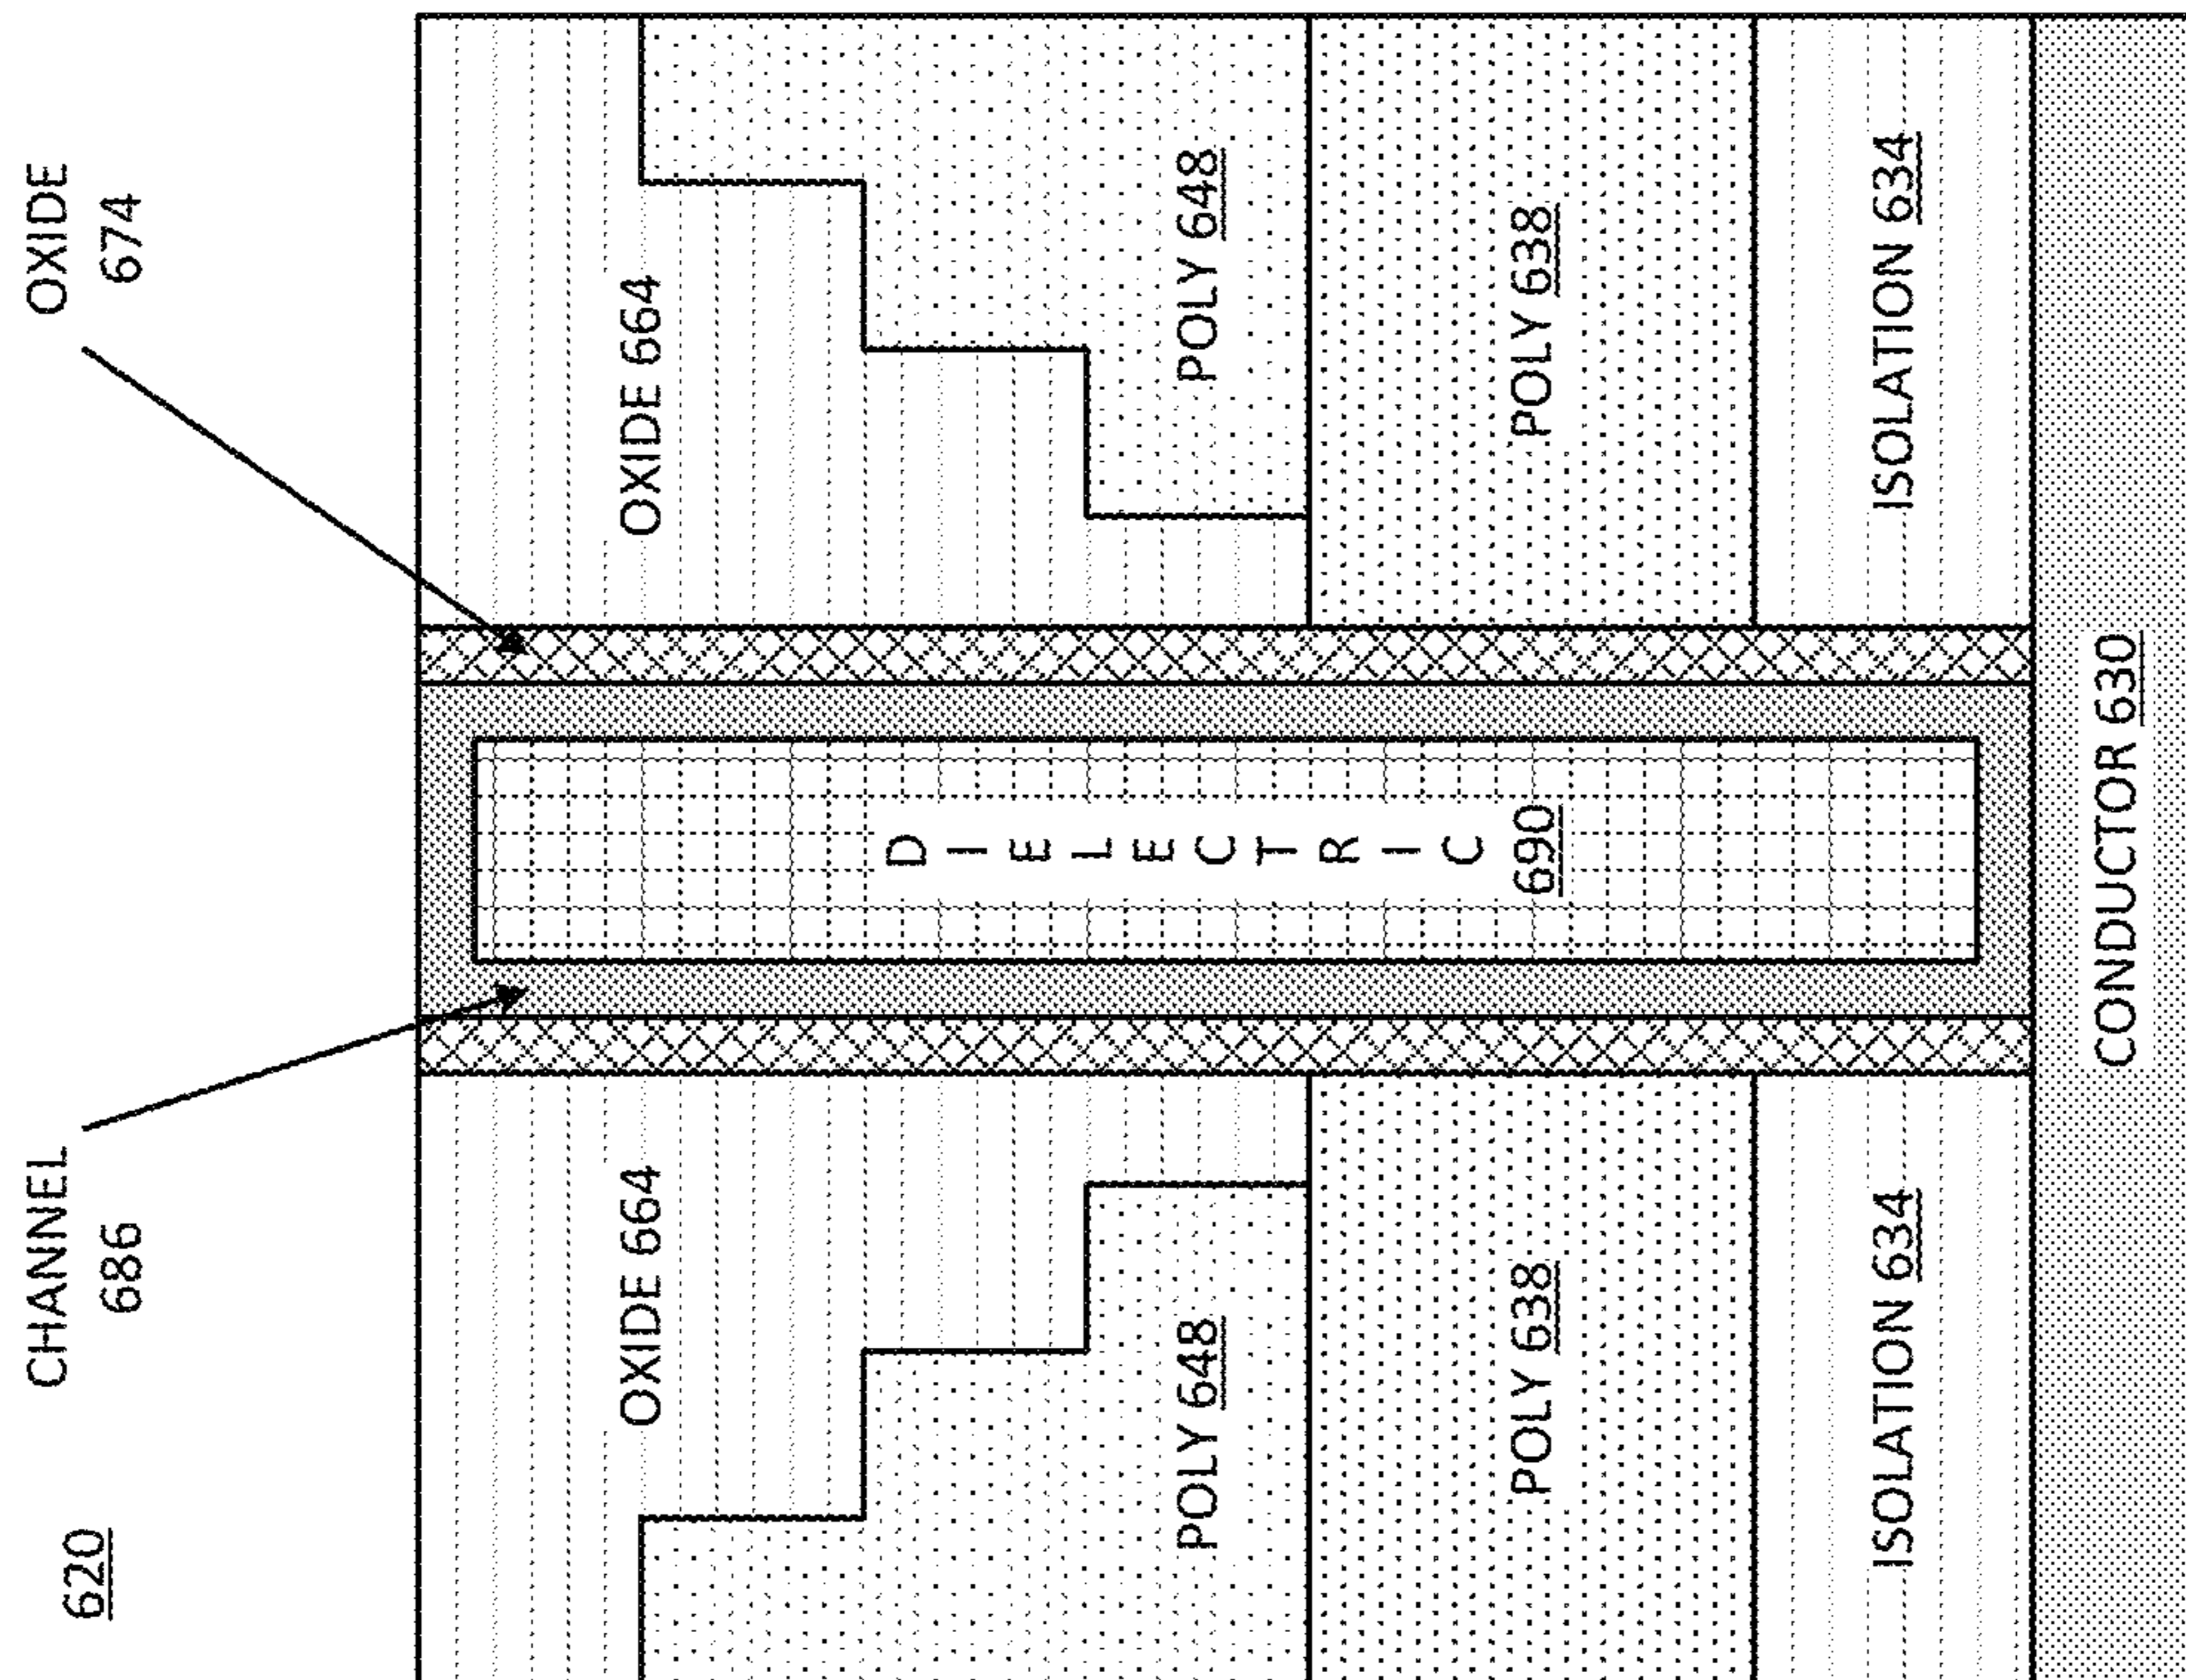 620
CHANNEL
686
OXIDE
674
OXIDE 664
OXIDE 664
DIELECTRIC
690
POLY 648
POLY 648
POLY 638
POLY 638
ISOLATION 634
ISOLATION 634
CONDUCTOR 630